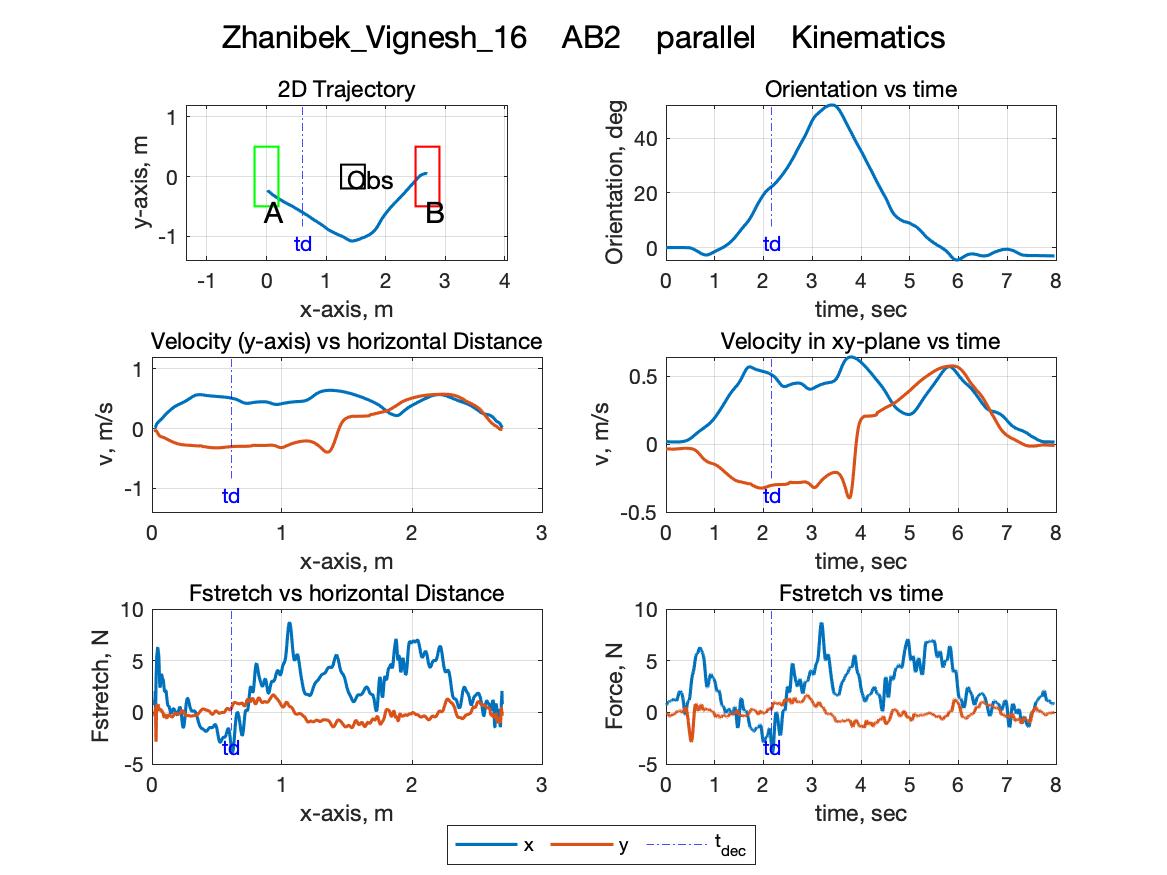 Zhanibek_Vignesh_16 AB2 parallel Kinematics
2D Trajectory
y-axis, m
1
0
-1
A
td
Obs
B
-1 0 1 2 3 4
x-axis, m
Orientation vs time
Orientation, deg
40
20
0
td
0 1 2 3 4 5 6 7 8
time, sec
Velocity (y-axis) vs horizontal Distance
v, m/s
1
0
-1
td
0 1 2 3
x-axis, m
Velocity in xy-plane vs time
v, m/s
0.5
0
-0.5
td
0 1 2 3 4 5 6 7 8
time, sec
Fstretch vs horizontal Distance
Fstretch, N
10
5
0
-5
td
0 1 2 3
x-axis, m
Fstretch vs time
Force, N
10
5
0
-5
td
0 1 2 3 4 5 6 7 8
time, sec
x y tdec